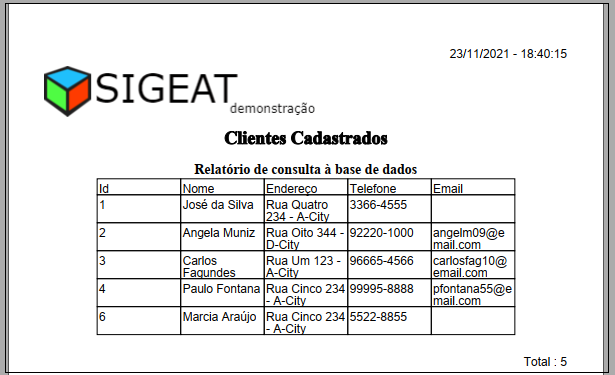 23/11/2021 - 18:40:15
SIGEAT
demonstração
Clientes Cadastrados
Relatório de consulta à base de dados
Id Nome Endereço Telefone Email
1 José da Silva Rua Quatro 3366-4555
234 - A-City
2 Angela Muniz Rua Oito 344 - 92220-1000 angelm09@e
D-City mail.com
3 Carlos Rua Um 123 - 96665-4566 carlosfag10@
Fagundes A-City email.com
4 Paulo Fontana Rua Cinco 234 99995-8888 pfontana55@e
- A-City mail.com
6 Marcia Araújo Rua Cinco 234 5522-8855
- A-City
Total : 5